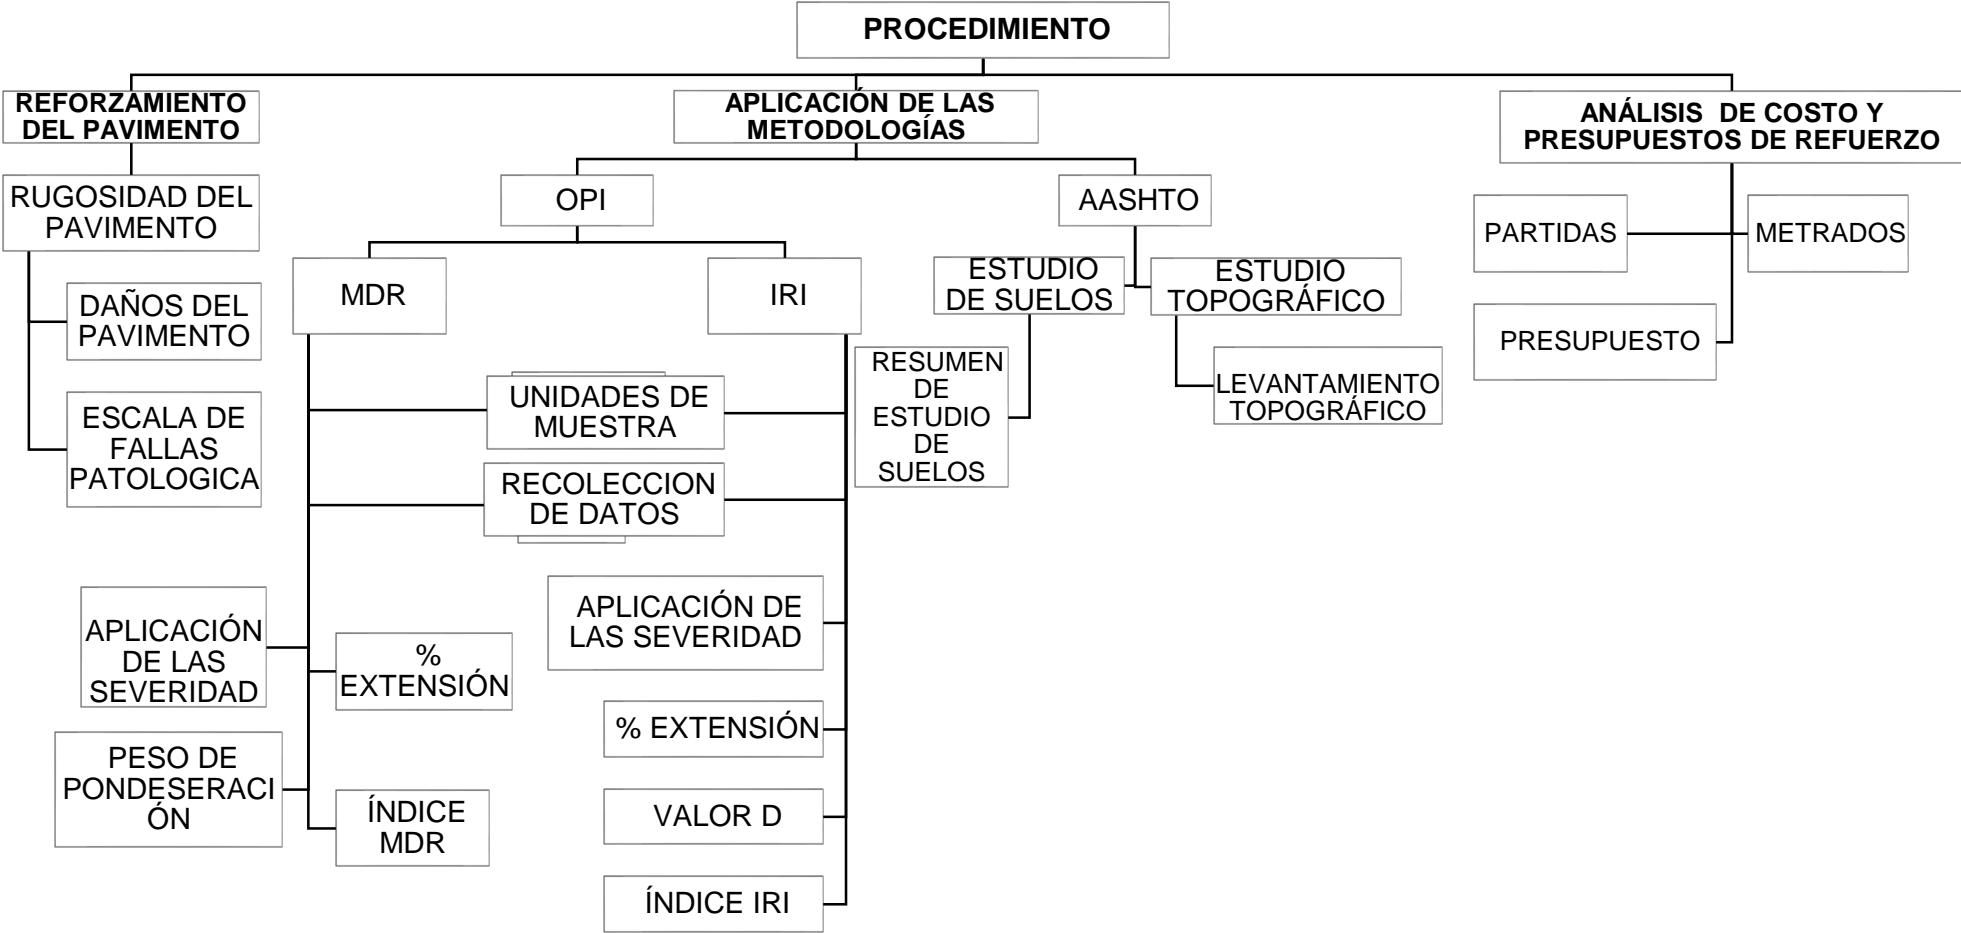 PROCEDIMIENTO
REFORZAMIENTO
DEL PAVIMENTO
RUGOSIDAD DEL
PAVIMENTO
DAÑOS DEL
PAVIMENTO
ESCALA DE
FALLAS
PATOLOGICA
APLICACIÓN DE LAS
METODOLOGÍAS
OPI
MDR
IRI
UNIDADES DE
MUESTRA
RECOLECCION
DE DATOS
APLICACIÓN
DE LAS
SEVERIDAD
%
EXTENSIÓN
PESO DE
PONDESERACI
ÓN
ÍNDICE
MDR
APLICACIÓN DE
LAS SEVERIDAD
% EXTENSIÓN
VALOR D
ÍNDICE IRI
AASHTO
ESTUDIO
DE SUELOS
RESUMEN
DE
ESTUDIO
DE
SUELOS
ESTUDIO
TOPOGRÁFICO
LEVANTAMIENTO
TOPOGRÁFICO
ANÁLISIS DE COSTO Y
PRESUPUESTOS DE REFUERZO
PARTIDAS
METRADOS
PRESUPUESTO